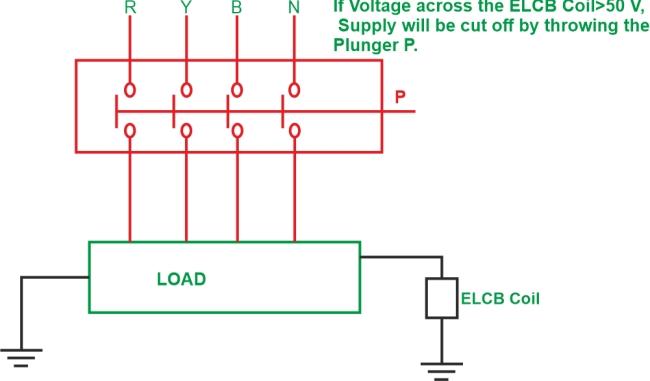 R Y B N
If Voltage across the ELCB Coil>50 V,
Supply will be cut off by throwing the
Plunger P.
P
LOAD
ELCB Coil